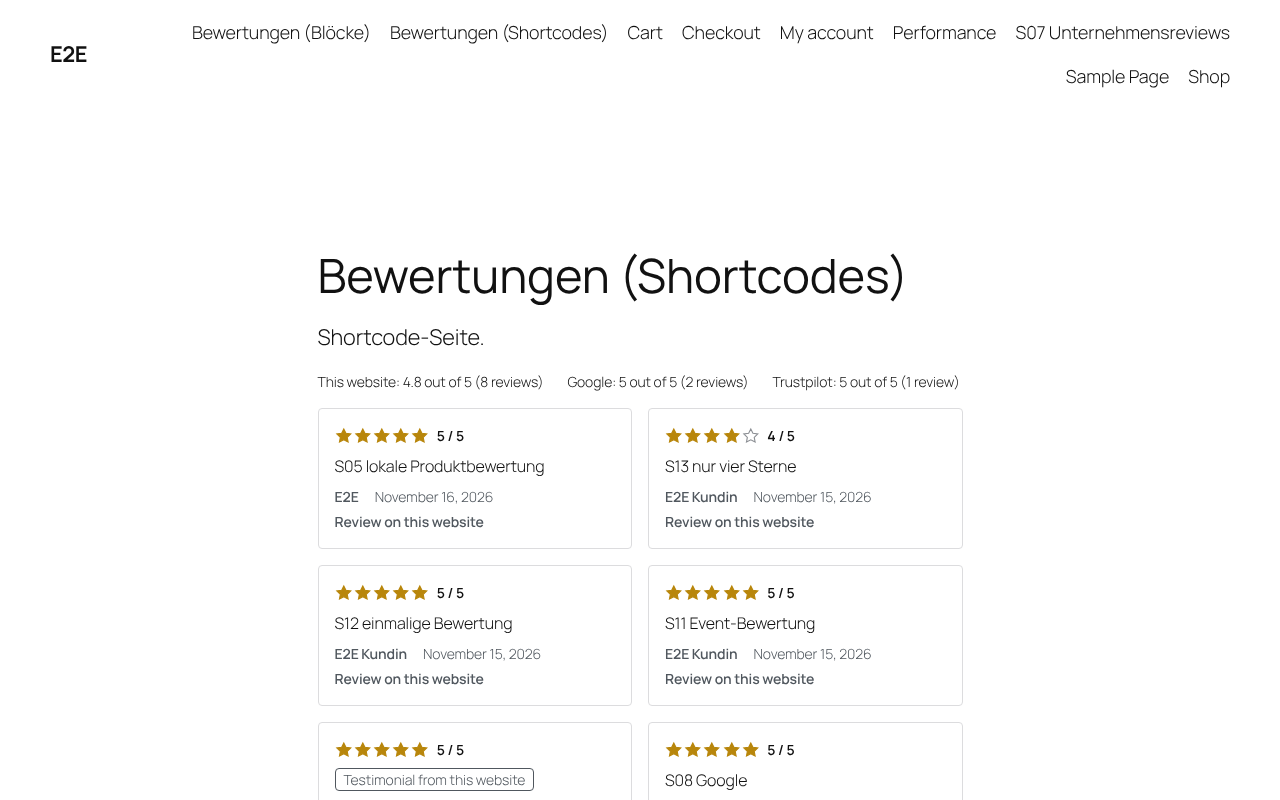 E2E
Bewertungen (Blöcke) Bewertungen (Shortcodes) Cart Checkout My account Performance S07 Unternehmensreviews
Sample Page Shop
Bewertungen (Shortcodes)
Shortcode-Seite.
This website: 4.8 out of 5 (8 reviews) Google: 5 out of 5 (2 reviews) Trustpilot: 5 out of 5 (1 review)
5 / 5
S05 lokale Produktbewertung
E2E November 16, 2026
Review on this website
4 / 5
S13 nur vier Sterne
E2E Kundin November 15, 2026
Review on this website
5 / 5
S12 einmalige Bewertung
E2E Kundin November 15, 2026
Review on this website
5 / 5
S11 Event-Bewertung
E2E Kundin November 15, 2026
Review on this website
5 / 5
Testimonial from this website
5 / 5
S08 Google